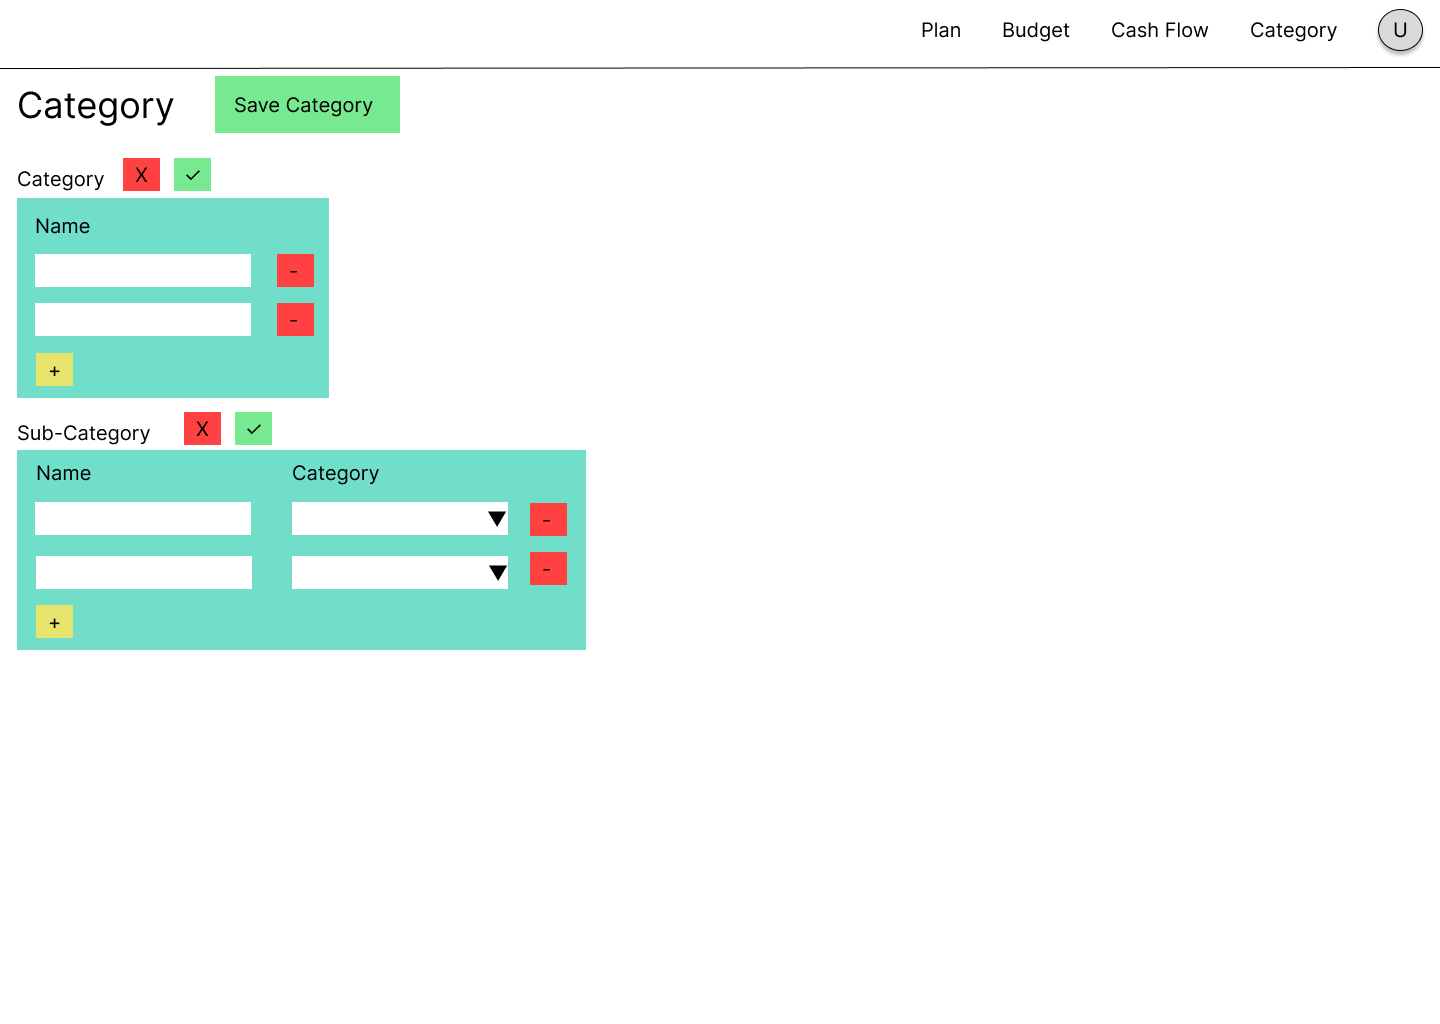 Plan Budget Cash Flow Category U
Category Save Category
Category X ✓
Name
-
-
+
Sub-Category X ✓
Name Category
▼ -
▼ -
+